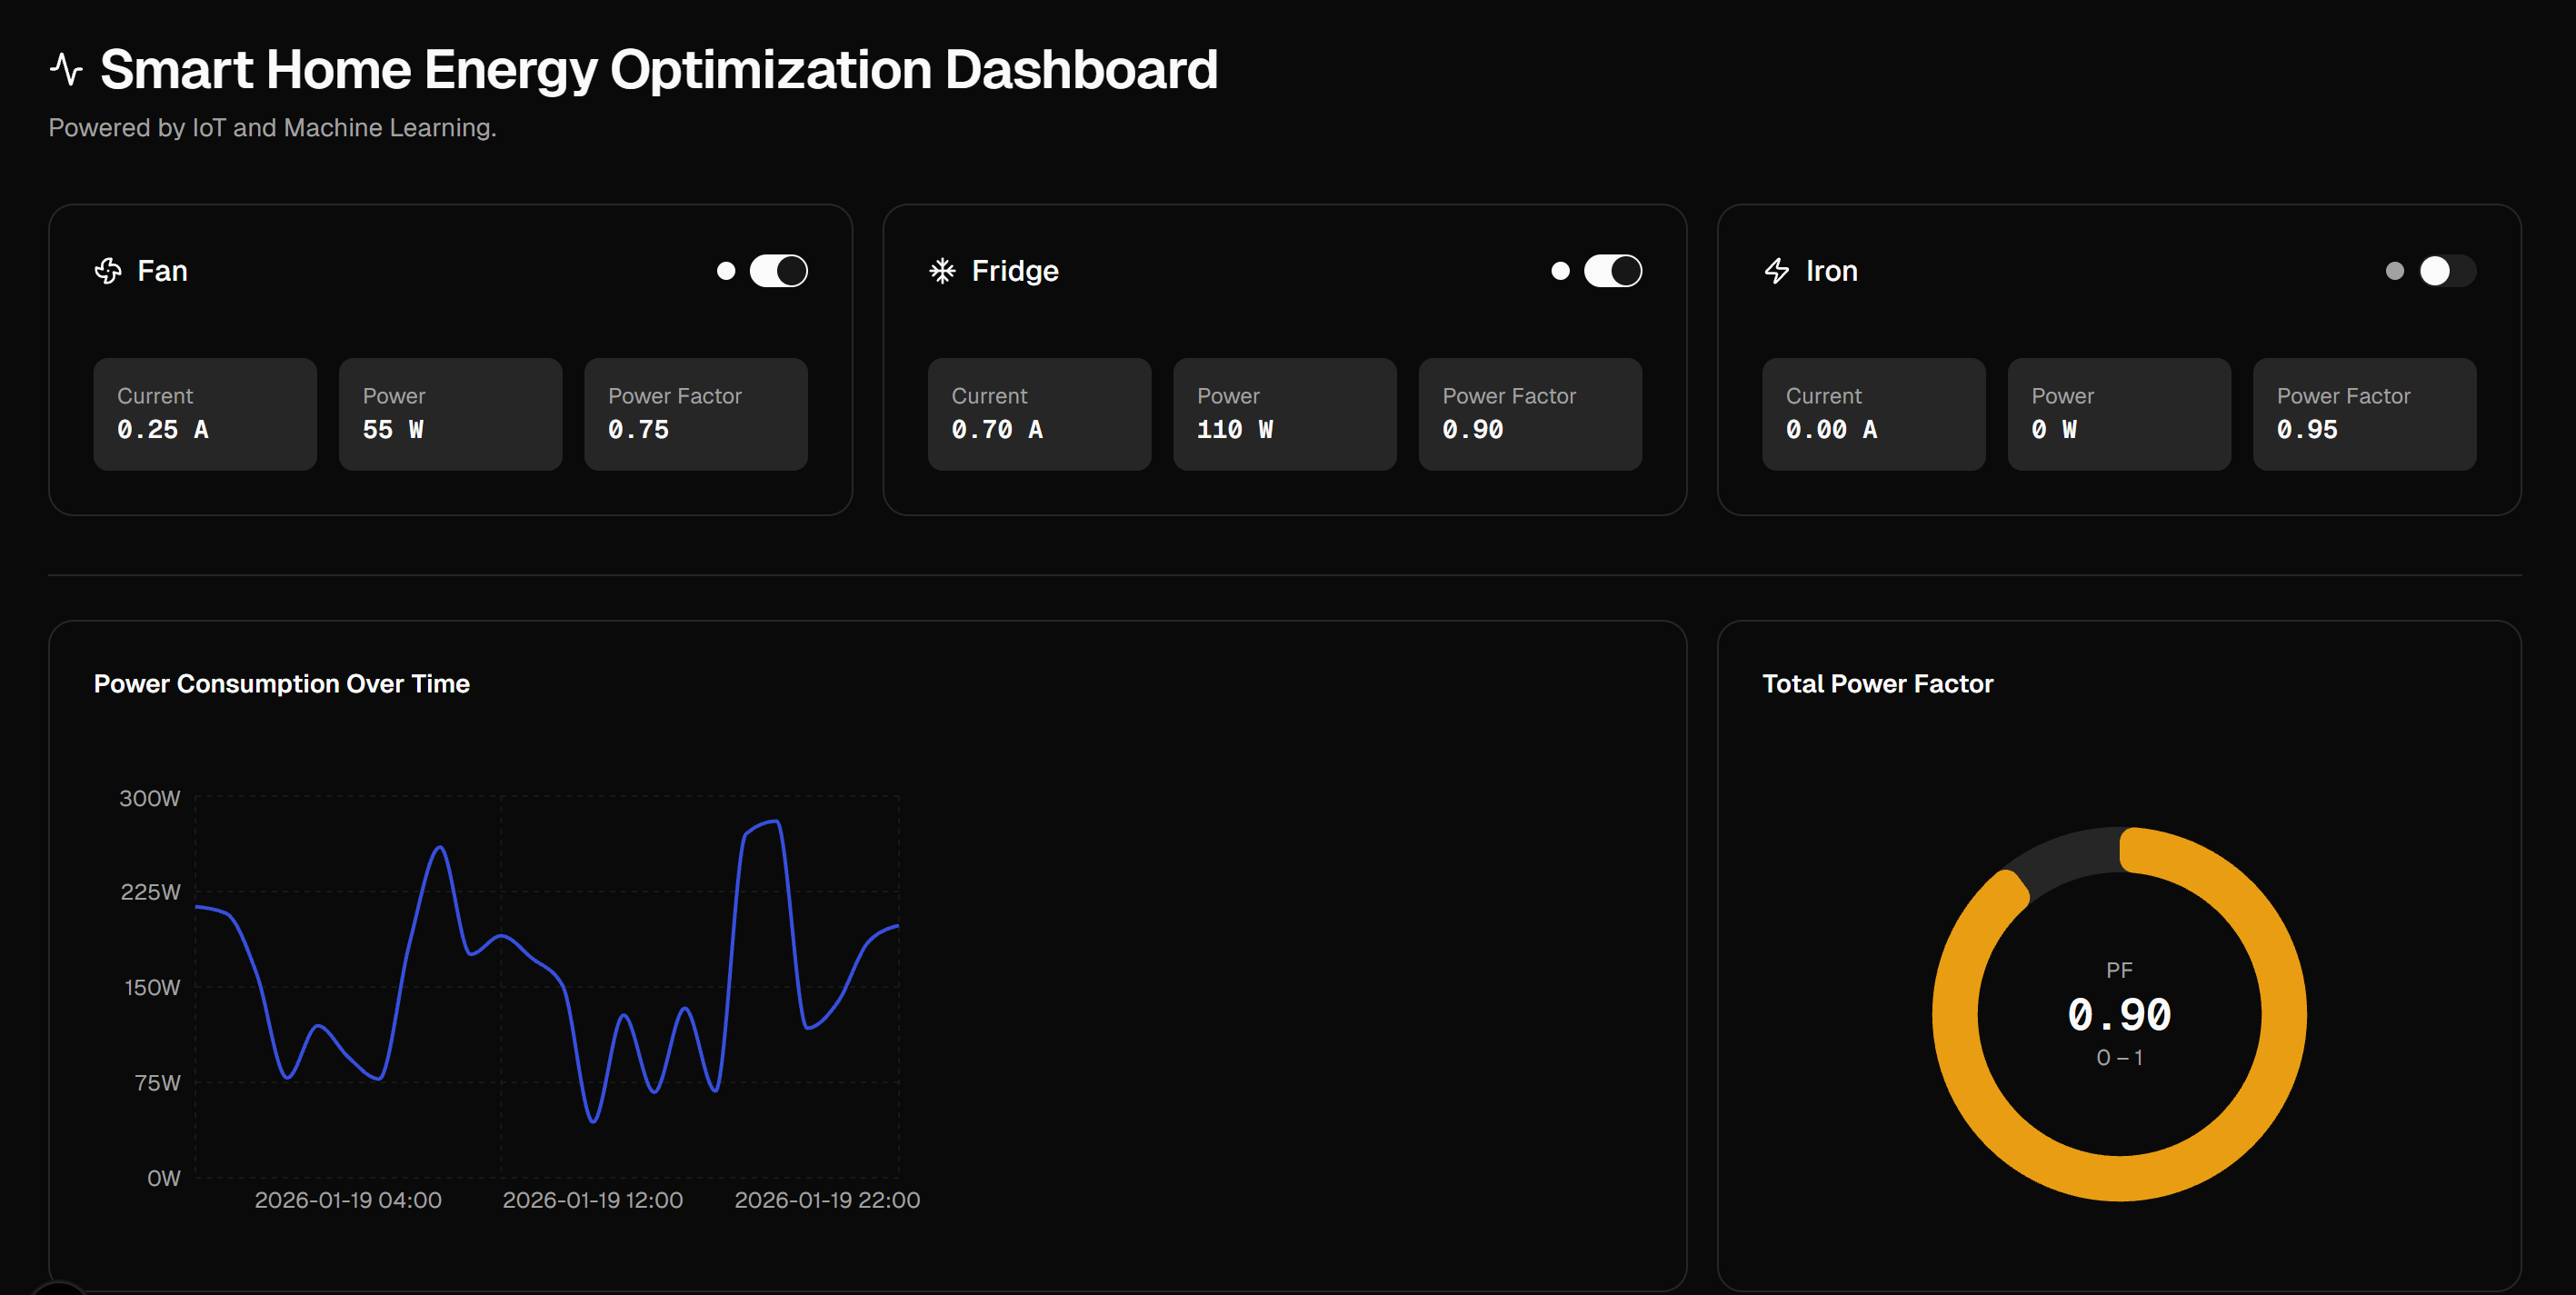 Smart Home Energy Optimization Dashboard
Powered by IoT and Machine Learning.
Fan
Current
0.25 A
Power
55 W
Power Factor
0.75
Fridge
Current
0.70 A
Power
110 W
Power Factor
0.90
Iron
Current
0.00 A
Power
0 W
Power Factor
0.95
Power Consumption Over Time
300W
225W
150W
75W
0W
2026-01-19 04:00
2026-01-19 12:00
2026-01-19 22:00
Total Power Factor
PF
0.90
0 – 1